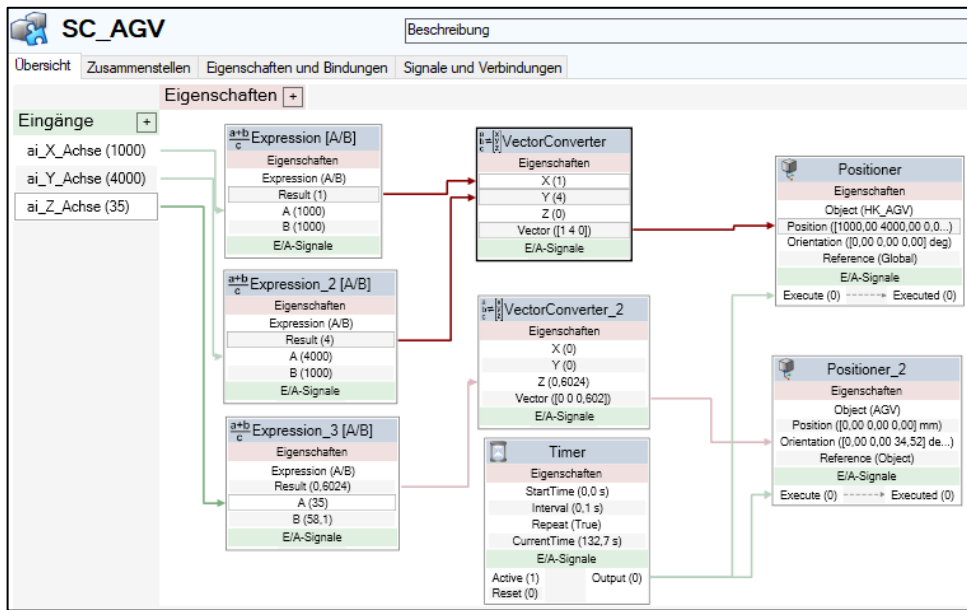 SC_AGV
Beschreibung
Übersicht Zusammenstellen Eigenschaften und Bindungen Signale und Verbindungen
Eigenschaften +
Eingänge +
ai_X_Achse (1000)
ai_Y_Achse (4000)
ai_Z_Achse (35)
a+b
c
Expression [A/B]
Eigenschaften
Expression (A/B)
Result (1)
A (1000)
B (1000)
E/A-Signale
a+b
c
Expression_2 [A/B]
Eigenschaften
Expression (A/B)
Result (4)
A (4000)
B (1000)
E/A-Signale
a+b
c
Expression_3 [A/B]
Eigenschaften
Expression (A/B)
Result (0,6024)
A (35)
B (58,1)
E/A-Signale
VectorConverter
Eigenschaften
X (1)
Y (4)
Z (0)
Vector ([1 4 0])
E/A-Signale
VectorConverter_2
Eigenschaften
X (0)
Y (0)
Z (0,6024)
Vector ([0 0 0,602])
E/A-Signale
Timer
Eigenschaften
StartTime (0,0 s)
Interval (0,1 s)
Repeat (True)
CurrentTime (132,7 s)
E/A-Signale
Active (1) Output (0)
Reset (0)
Positioner
Eigenschaften
Object (HK_AGV)
Position ([1000,00 4000,00 0,0...)
Orientation ([0,00 0,00 0,00] deg)
Reference (Global)
E/A-Signale
Execute (0) Executed (0)
Positioner_2
Eigenschaften
Object (AGV)
Position ([0,00 0,00 0,00] mm)
Orientation ([0,00 0,00 34,52] de...)
Reference (Object)
E/A-Signale
Execute (0) Executed (0)